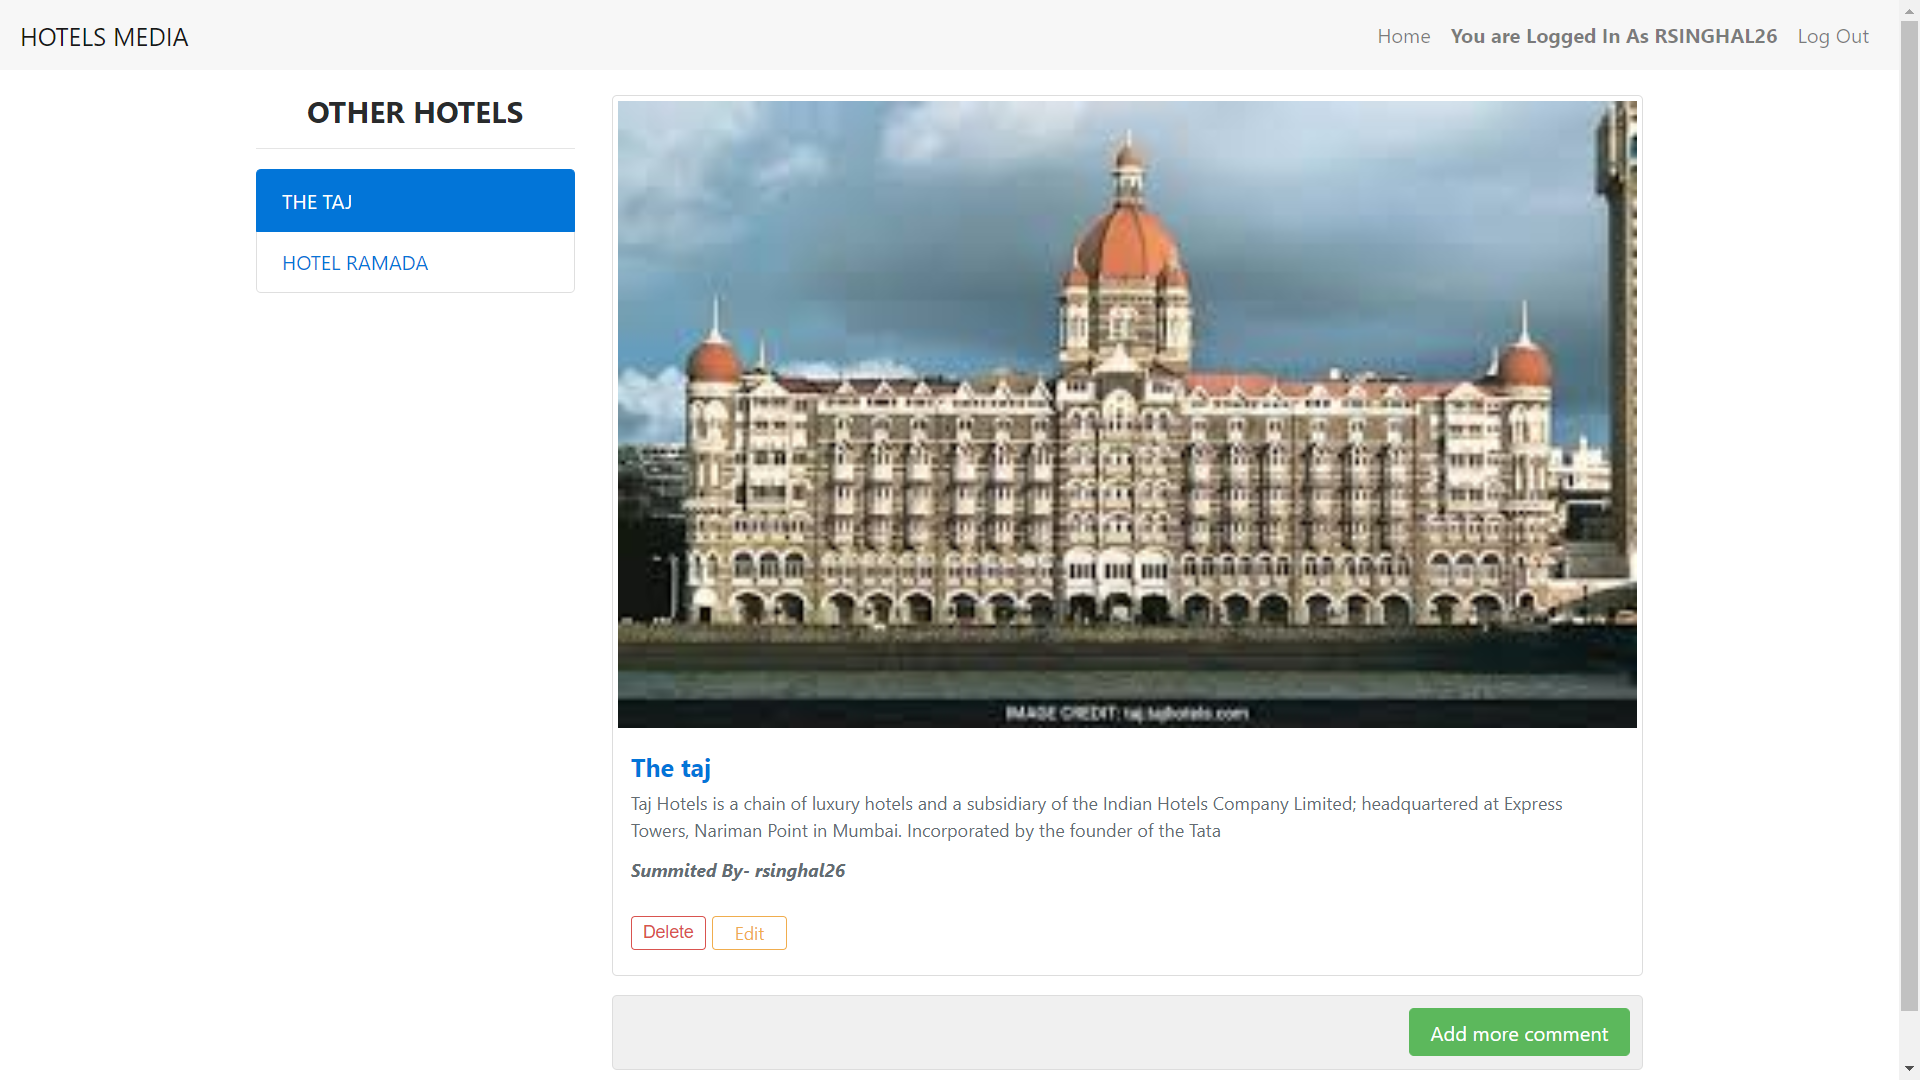 HOTELS MEDIA
Home
You are Logged In As RSINGHAL26
Log Out
OTHER HOTELS
THE TAJ
HOTEL RAMADA
IMAGE CREDIT: taj.tajhotels.com
The taj
Taj Hotels is a chain of luxury hotels and a subsidiary of the Indian Hotels Company Limited; headquartered at Express
Towers, Nariman Point in Mumbai. Incorporated by the founder of the Tata
Summited By- rsinghal26
Delete
Edit
Add more comment